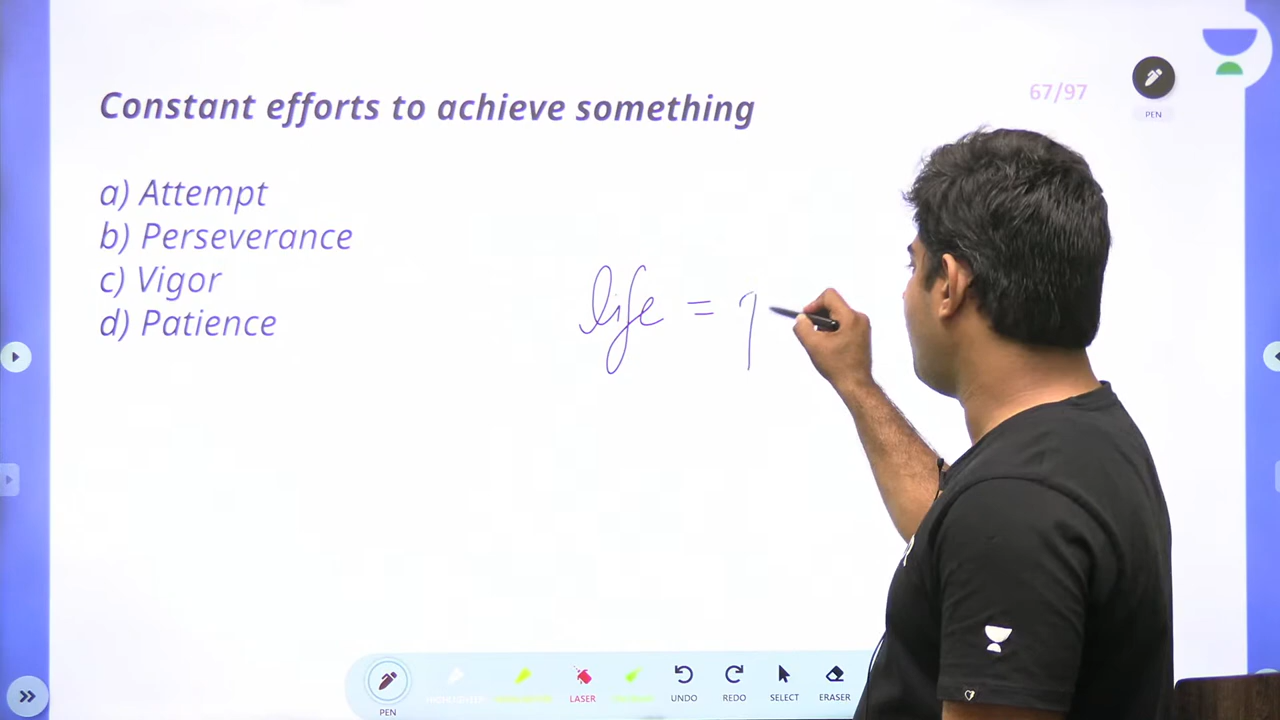 Constant efforts to achieve something
67/97
PEN
a) Attempt
b) Perseverance
c) Vigor
d) Patience
life = p
PEN
LASER
UNDO
REDO
SELECT
ERASER